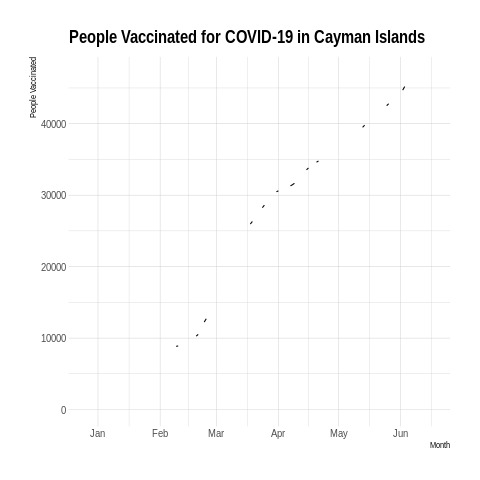 People Vaccinated for COVID-19 in Cayman Islands
People Vaccinated
40000
30000
20000
10000
0
Jan Feb Mar Apr May Jun
Month